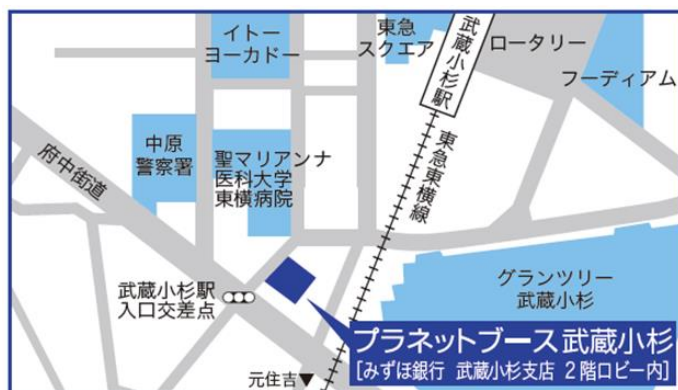 イトー
ヨーカドー
東急
スクエア
武蔵小杉駅
ロータリー
フーディアム
東急東横線
中原
警察署
聖マリアンナ
医科大学
東横病院
府中街道
武蔵小杉駅
入口交差点
グランツリー
武蔵小杉
プラネットブース武蔵小杉
[みずほ銀行 武蔵小杉支店 2階ロビー内]
元住吉▼